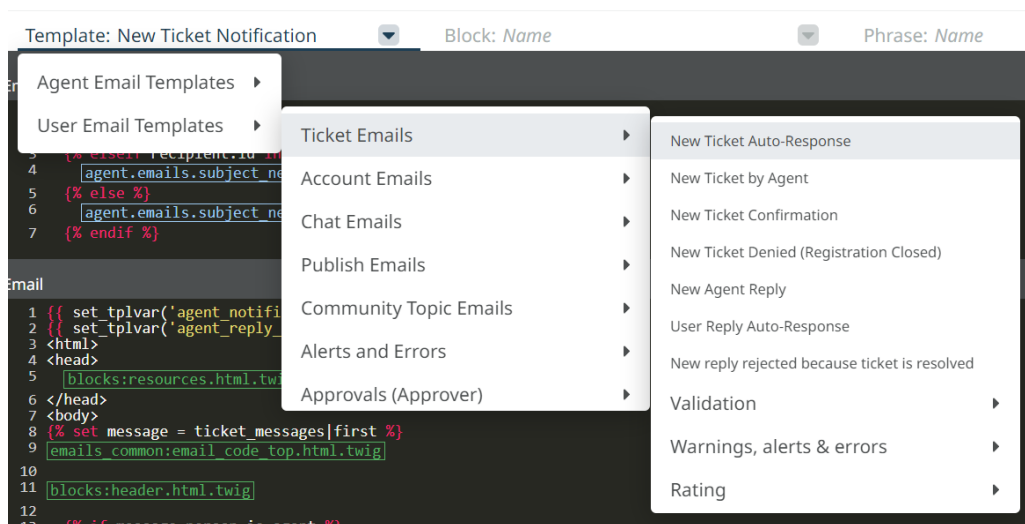 Template: New Ticket Notification
Block: Name
Phrase: Name
Agent Email Templates
User Email Templates
Ticket Emails
Account Emails
Chat Emails
Publish Emails
Community Topic Emails
Alerts and Errors
Approvals (Approver)
New Ticket Auto-Response
New Ticket by Agent
New Ticket Confirmation
New Ticket Denied (Registration Closed)
New Agent Reply
User Reply Auto-Response
New reply rejected because ticket is resolved
Validation
Warnings, alerts & errors
Rating
3 {% elseif recipient.id in
4 agent.emails.subject_ne
5 {% else %}
6 agent.emails.subject_ne
7 {% endif %}
Email
1 {{ set_tplvar('agent_notifi
2 {{ set_tplvar('agent_reply_
3 <html>
4 <head>
5 blocks:resources.html.twi
6 </head>
7 <body>
8 {% set message = ticket_messages|first %}
9 emails_common:email_code_top.html.twig
10
11 blocks:header.html.twig
12